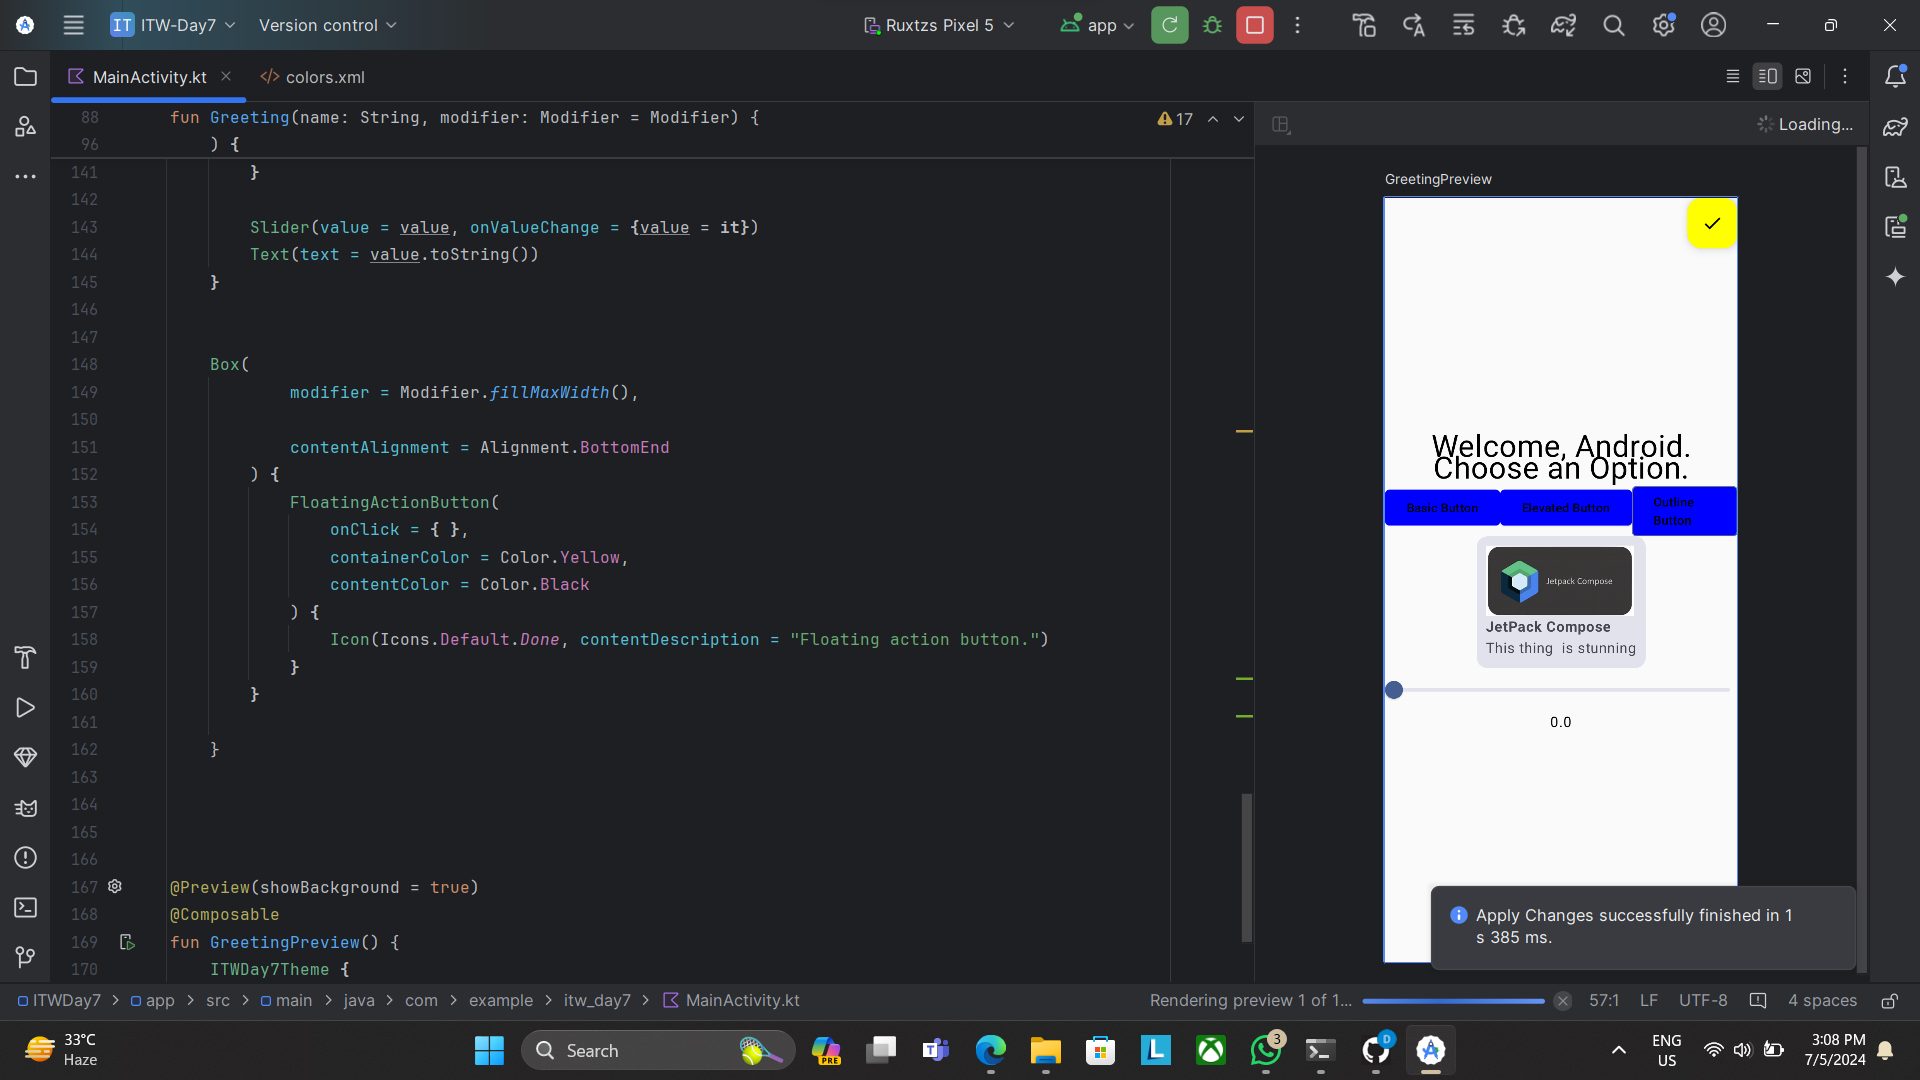 IT ITW-Day7 Version control Ruxtzs Pixel 5 app
MainActivity.kt colors.xml
88 fun Greeting(name: String, modifier: Modifier = Modifier) { 17
96 ) {
141 }
142
143 Slider(value = value, onValueChange = {value = it})
144 Text(text = value.toString())
145 }
146
147
148 Box(
149 modifier = Modifier.fillMaxWidth(),
150
151 contentAlignment = Alignment.BottomEnd
152 ) {
153 FloatingActionButton(
154 onClick = { },
155 containerColor = Color.Yellow,
156 contentColor = Color.Black
157 ) {
158 Icon(Icons.Default.Done, contentDescription = "Floating action button.")
159 }
160 }
161
162 }
163
164
165
166
167 @Preview(showBackground = true)
168 @Composable
169 fun GreetingPreview() {
170 ITWDay7Theme {
Loading...
GreetingPreview
Welcome, Android.
Choose an Option.
Basic Button Elevated Button Outline
Button
Jetpack Compose
JetPack Compose
This thing is stunning
0.0
Apply Changes successfully finished in 1
s 385 ms.
ITWDay7 > app > src > main > java > com > example > itw_day7 > MainActivity.kt Rendering preview 1 of 1... 57:1 LF UTF-8 4 spaces
33°C
Haze
Search
PRE
T
L
3
D
ENG
US
3:08 PM
7/5/2024